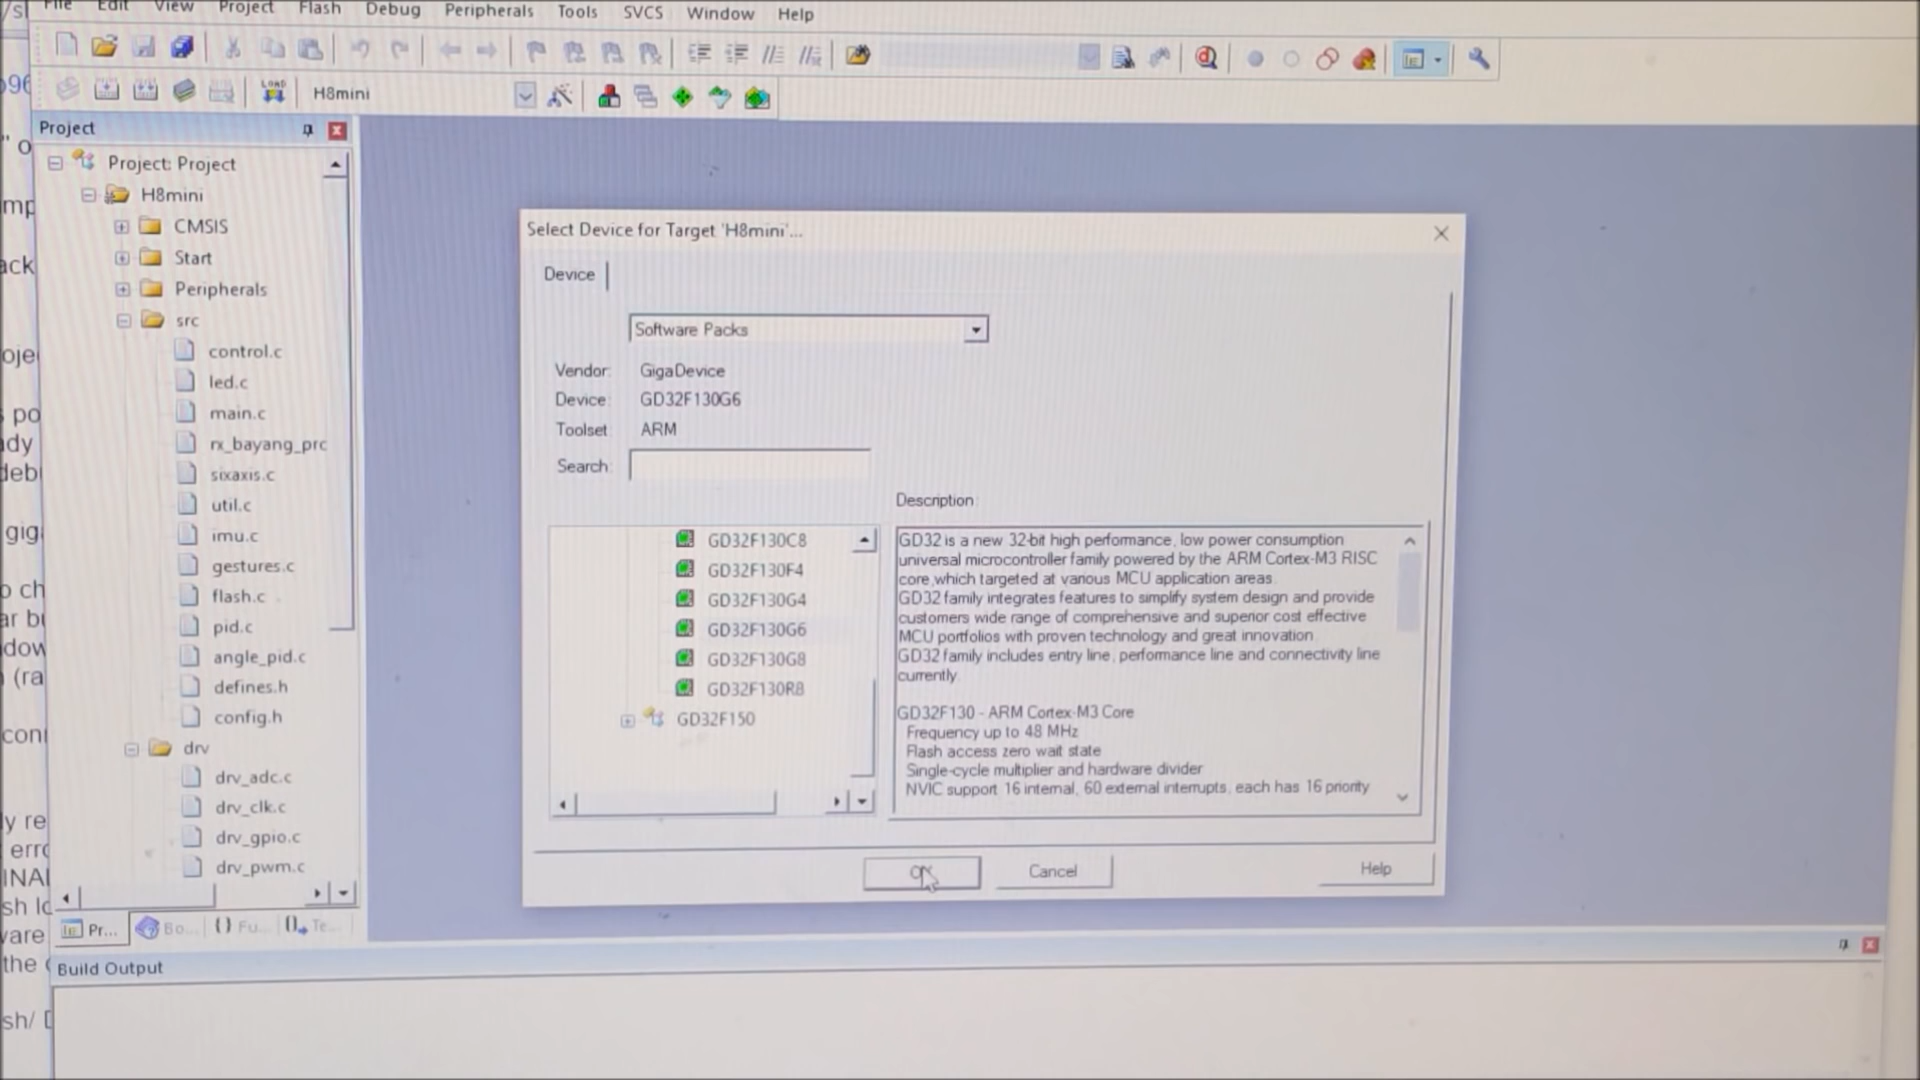 File Edit View Project Flash Debug Peripherals Tools SVCS Window Help
LOAD H8mini
Project
Project: Project
H8mini
CMSIS
Start
Peripherals
src
control.c
led.c
main.c
rx_bayang_prc
sixaxis.c
util.c
imu.c
gestures.c
flash.c
pid.c
angle_pid.c
defines.h
config.h
drv
drv_adc.c
drv_clk.c
drv_gpio.c
drv_pwm.c
Pr... Bo... {} Fu... Te...
Build Output
Select Device for Target 'H8mini'...
Device
Software Packs
Vendor: GigaDevice
Device: GD32F130G6
Toolset: ARM
Search:
GD32F130C8
GD32F130F4
GD32F130G4
GD32F130G6
GD32F130G8
GD32F130R8
GD32F150
Description:
GD32 is a new 32-bit high performance, low power consumption
universal microcontroller family powered by the ARM Cortex-M3 RISC
core,which targeted at various MCU application areas.
GD32 family integrates features to simplify system design and provide
customers wide range of comprehensive and superior cost effective
MCU portfolios with proven technology and great innovation.
GD32 family includes entry line, performance line and connectivity line
currently.
GD32F130 - ARM Cortex-M3 Core
Frequency up to 48 MHz
Flash access zero wait state
Single-cycle multiplier and hardware divider
NVIC support 16 internal, 60 external interrupts, each has 16 priority
OK Cancel Help